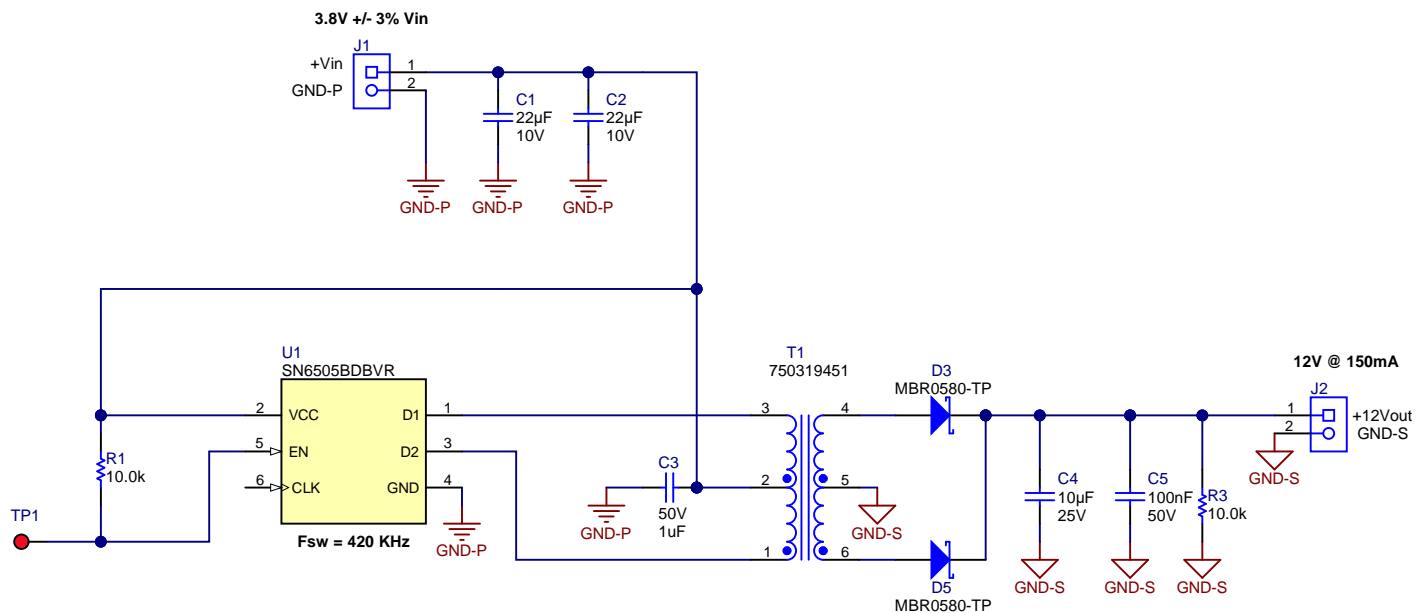 3.8V +/- 3% Vin
J1
+Vin
1
GND-P
2
C1
22µF
10V
C2
22µF
10V
GND-P
GND-P
GND-P
U1
SN6505BDBVR
T1
750319451
D3
MBR0580-TP
12V @ 150mA
J2
2
VCC
D1
1
3
4
1
+12Vout
2
GND-S
5
EN
D2
3
R1
10.0k
6
CLK
GND
4
C3
50V
1uF
2
5
GND-S
GND-S
C4
10µF
25V
C5
100nF
50V
R3
10.0k
TP1
Fsw = 420 KHz
GND-P
GND-P
1
6
D5
MBR0580-TP
GND-S
GND-S
GND-S